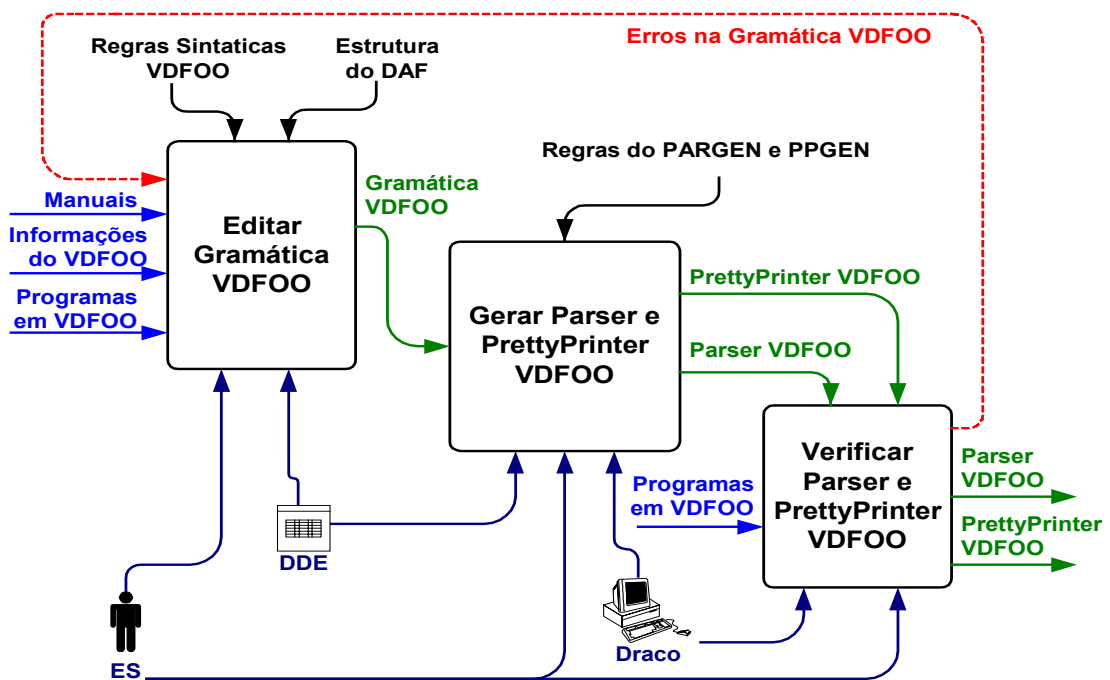 Regras Sintaticas
VDFOO
Estrutura
do DAF
Erros na Gramática VDFOO
Regras do PARGEN e PPGEN
Manuais
Informações
do VDFOO
Programas
em VDFOO
Editar
Gramática
VDFOO
Gramática
VDFOO
Gerar Parser e
PrettyPrinter
VDFOO
PrettyPrinter VDFOO
Parser VDFOO
Programas
em VDFOO
Verificar
Parser e
PrettyPrinter
VDFOO
Parser
VDFOO
PrettyPrinter
VDFOO
DDE
ES
Draco